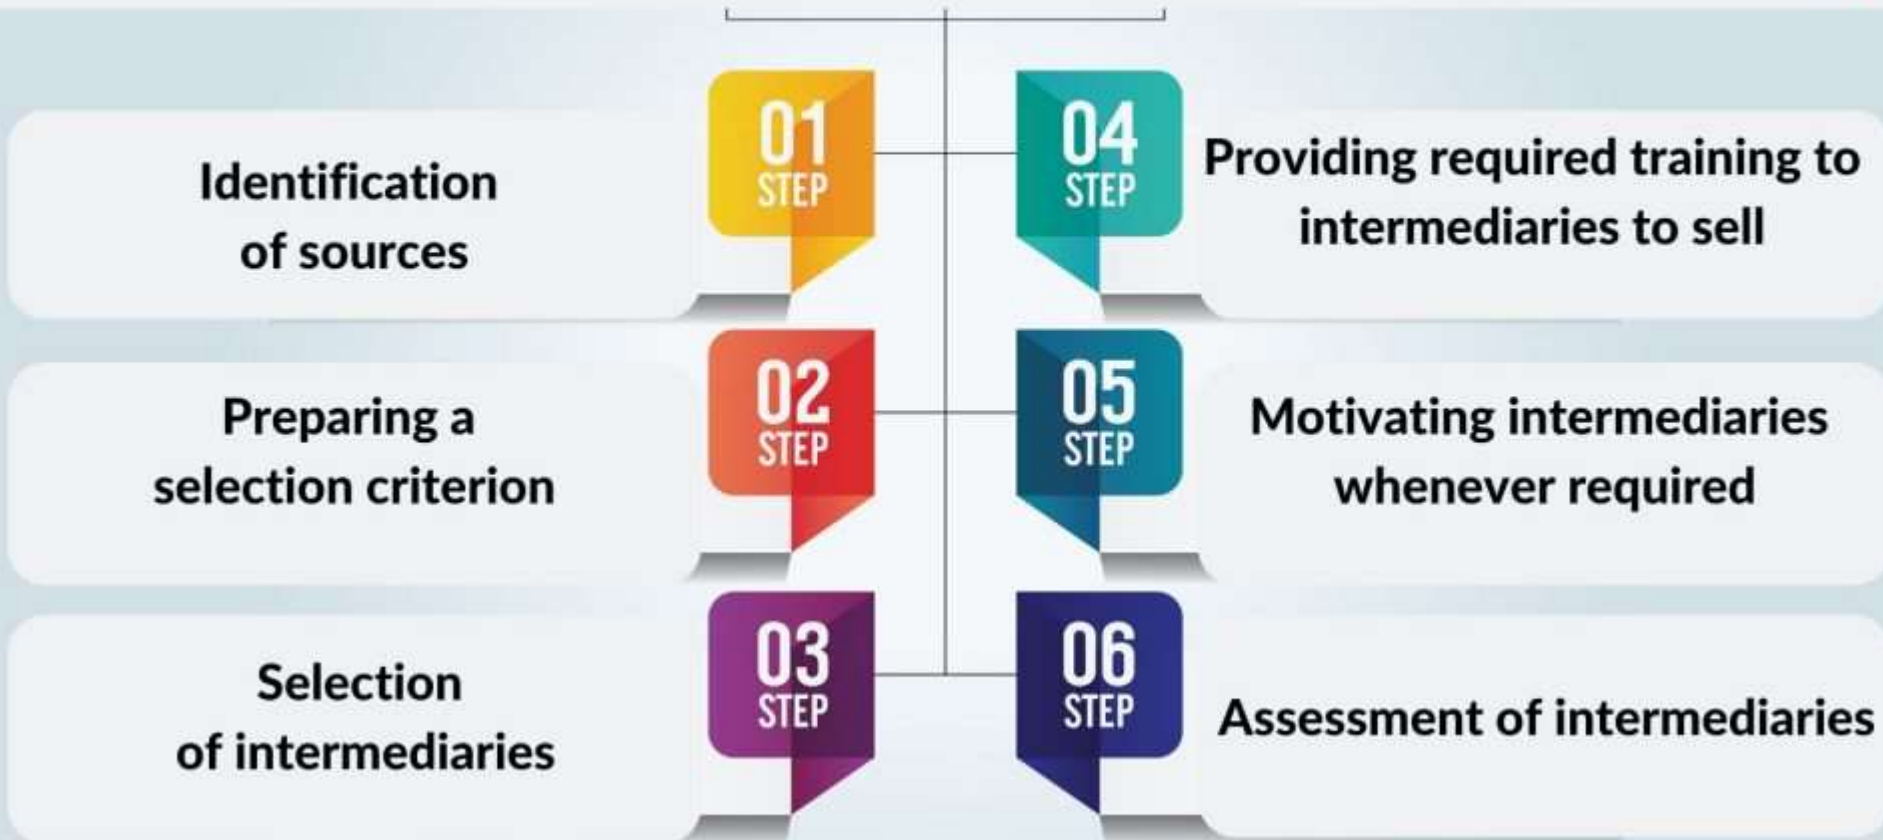 01
STEP
Identification
of sources
02
STEP
Preparing a
selection criterion
03
STEP
Selection
of intermediaries
04
STEP
Providing required training to
intermediaries to sell
05
STEP
Motivating intermediaries
whenever required
06
STEP
Assessment of intermediaries